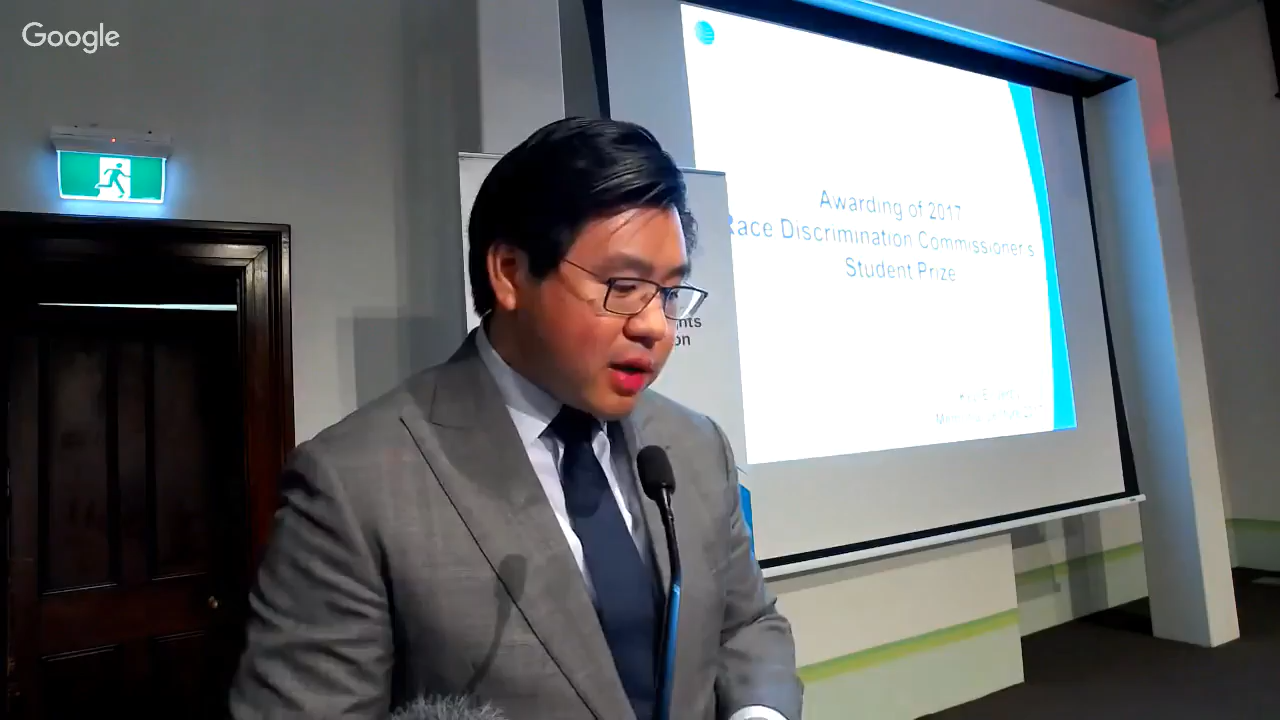 Google
Awarding of 2017
Race Discrimination Commissioner's
Student Prize